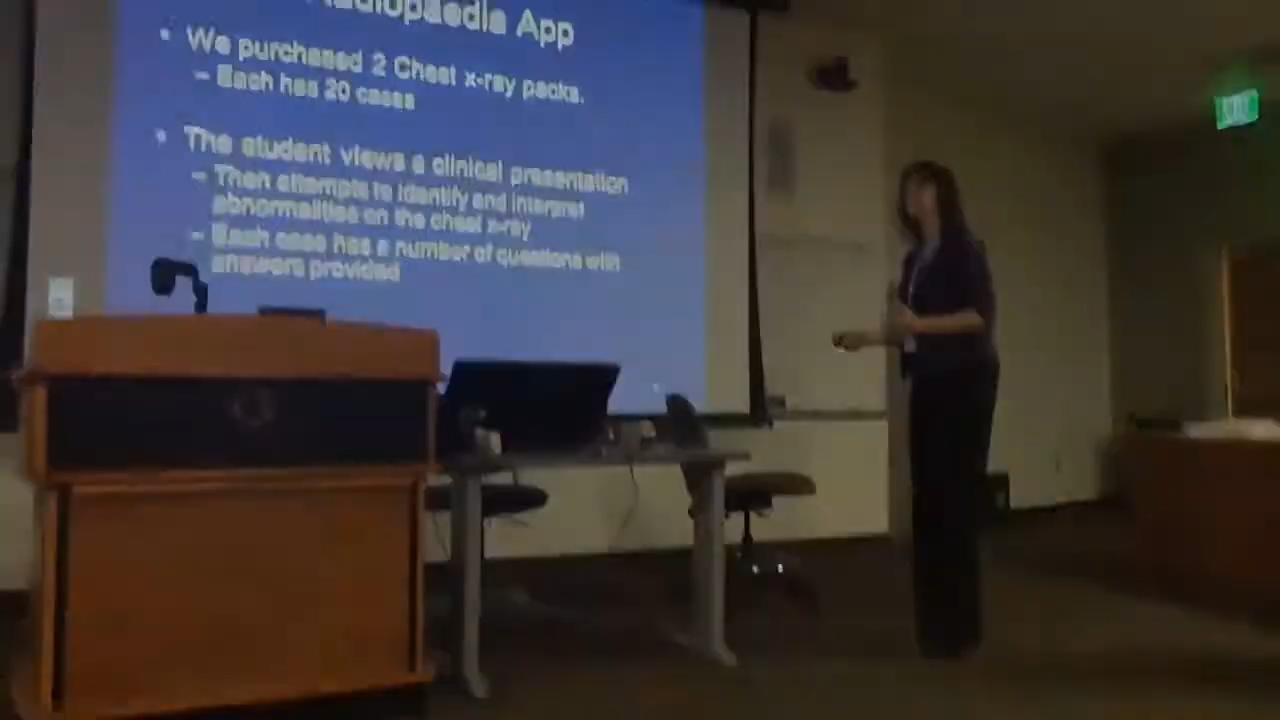 Radiopaedia App
• We purchased 2 Chest x-ray packs.
– Each has 20 cases
• The student views a clinical presentation
– Then attempts to identify and interpret
abnormalities on the chest x-ray
– Each case has a number of questions with
answers provided
EXIT